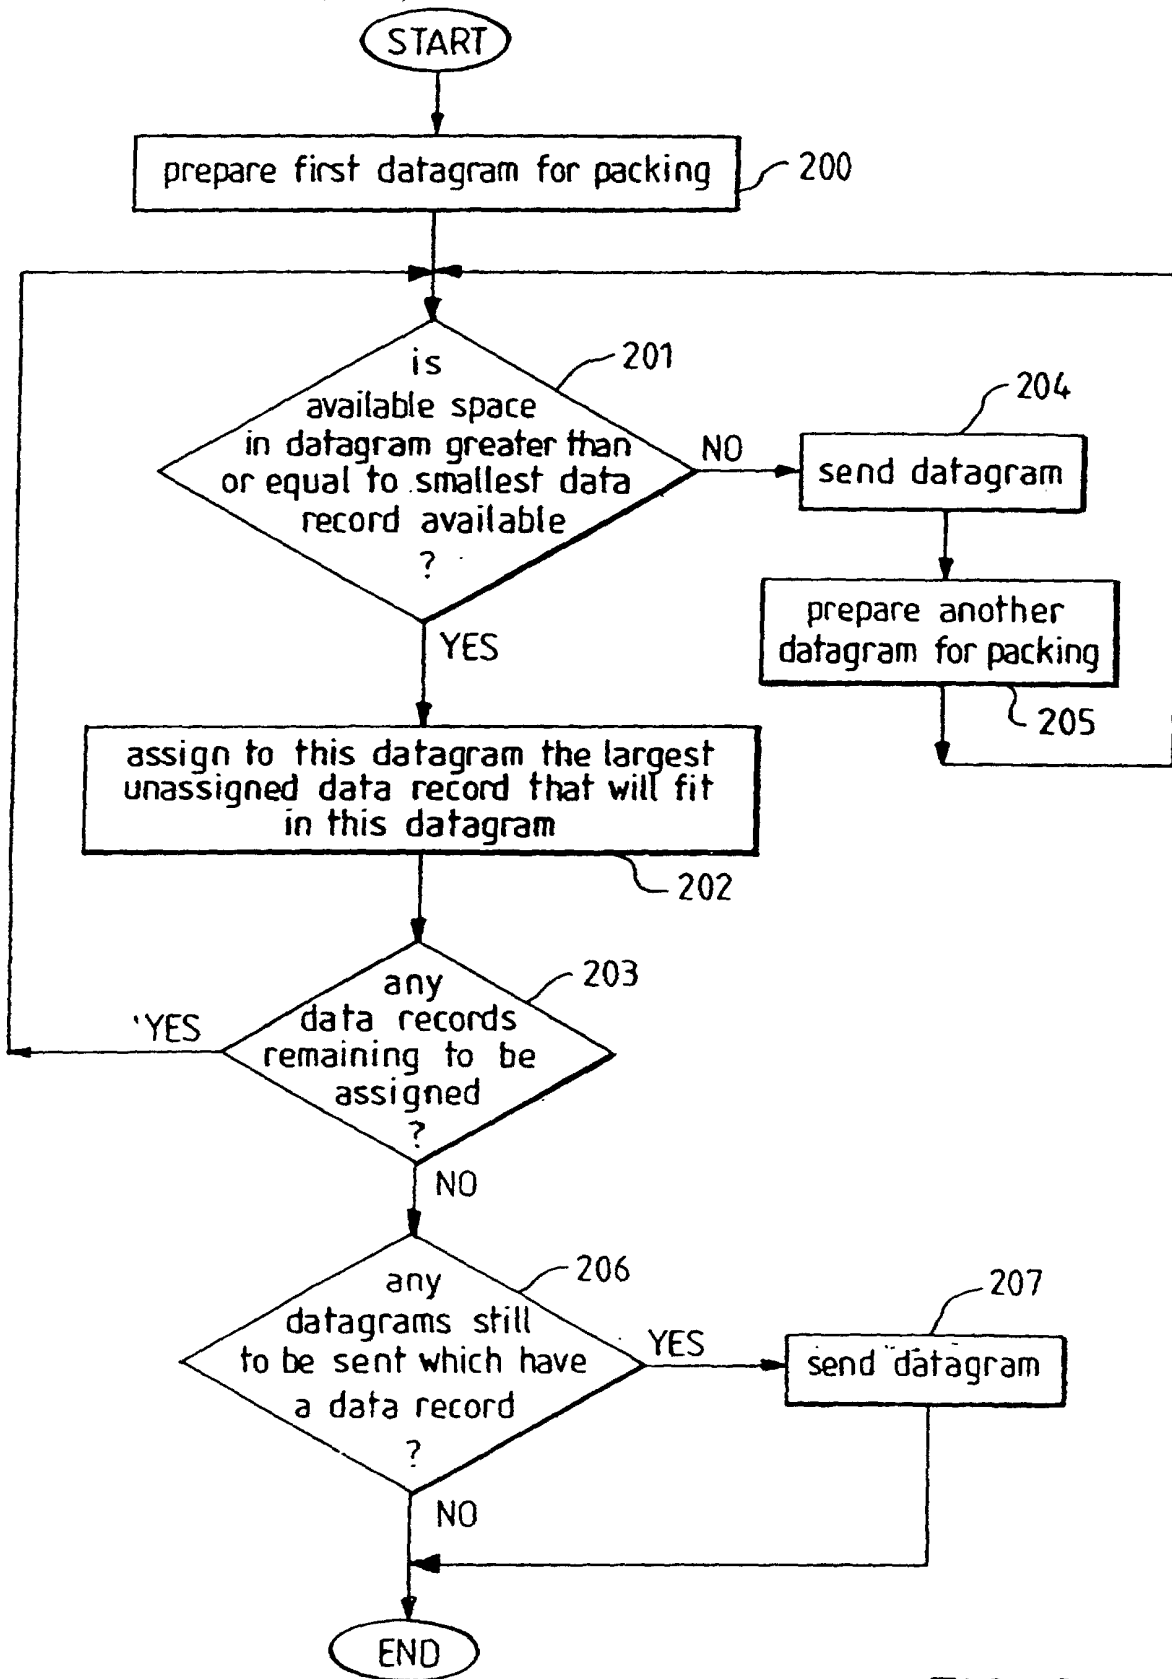 START
prepare first datagram for packing
200
is
available space
in datagram greater than
or equal to smallest data
record available
?
201
NO
204
send datagram
prepare another
datagram for packing
205
YES
assign to this datagram the largest
unassigned data record that will fit
in this datagram
202
any
data records
remaining to be
assigned
?
203
YES
NO
any
datagrams still
to be sent which have
a data record
?
206
YES
207
send datagram
NO
END